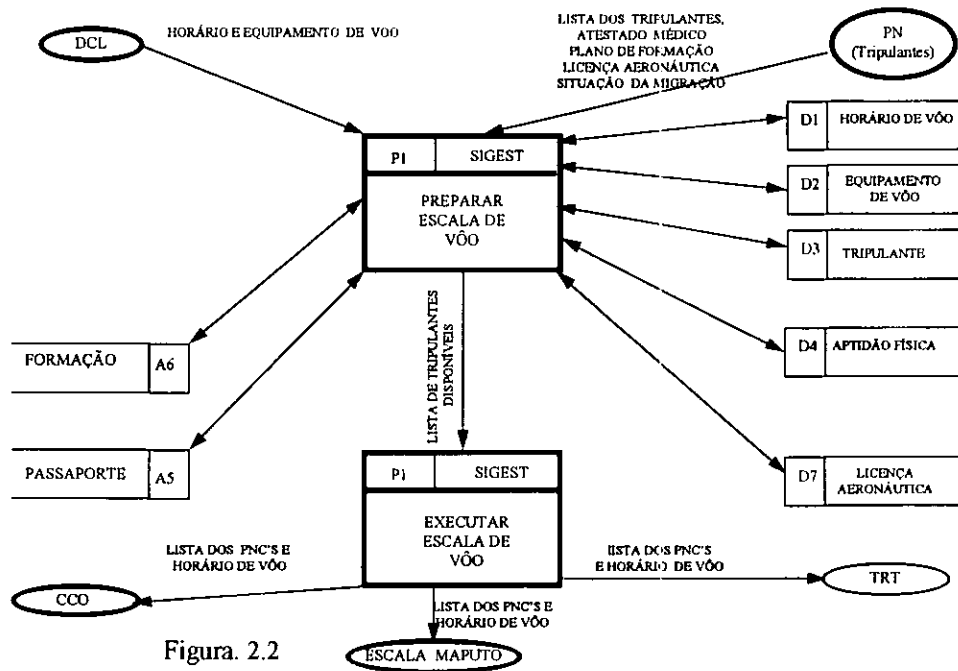 DCL
HORÁRIO E EQUIPAMENTO DE VOO
LISTA DOS TRIPULANTES,
ATESTADO MÉDICO
PLANO DE FORMAÇÃO
LICENÇA AERONÁUTICA
SITUAÇÃO DA MIGRAÇÃO
PN
(Tripulantes)
P1 SIGEST
PREPARAR
ESCALA DE
VÔO
D1 HORÁRIO DE VÔO
D2 EQUIPAMENTO
DE VÔO
D3 TRIPULANTE
D4 APTIDÃO FÍSICA
D7 LICENÇA
AERONÁUTICA
FORMAÇÃO A6
PASSAPORTE A5
LISTA DE TRIPULANTES
DISPONÍVEIS
P1 SIGEST
EXECUTAR
ESCALA DE
VÔO
LISTA DOS PNC'S E
HORÁRIO DE VÔO
CCO
LISTA DOS PNC'S
E HORÁRIO DE VÔO
TRT
LISTA DOS PNC'S E
HORÁRIO DE VÔO
ESCALA MAPUTO
Figura. 2.2